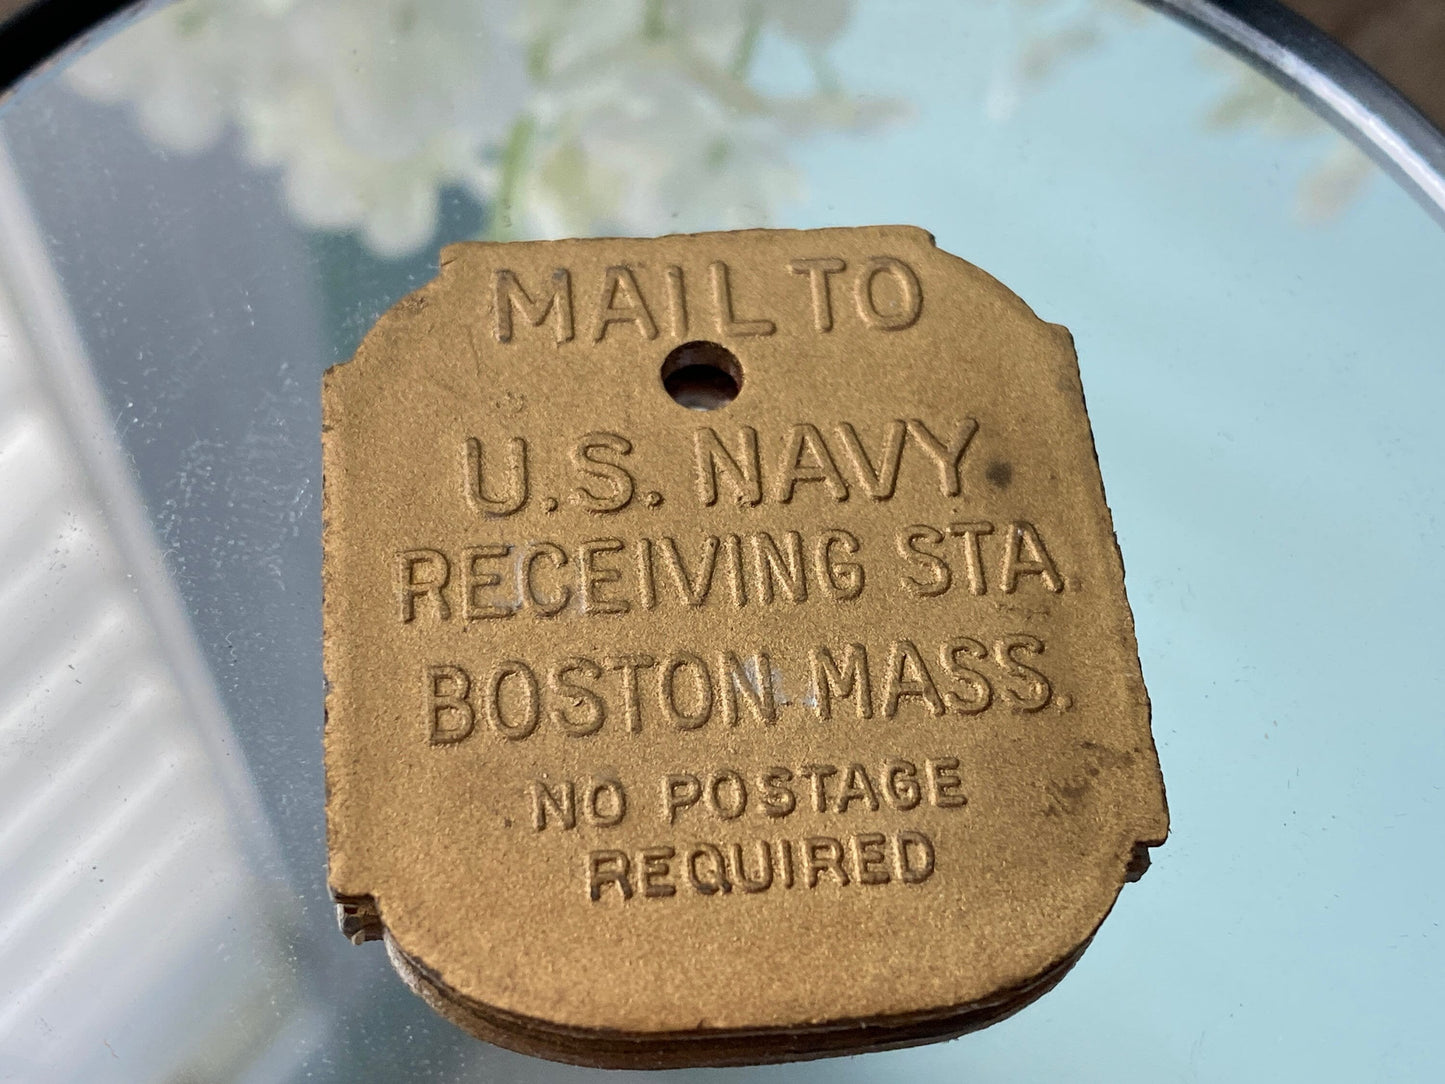 MAIL TO
U.S. NAVY
RECEIVING STA.
BOSTON MASS.
NO POSTAGE
REQUIRED